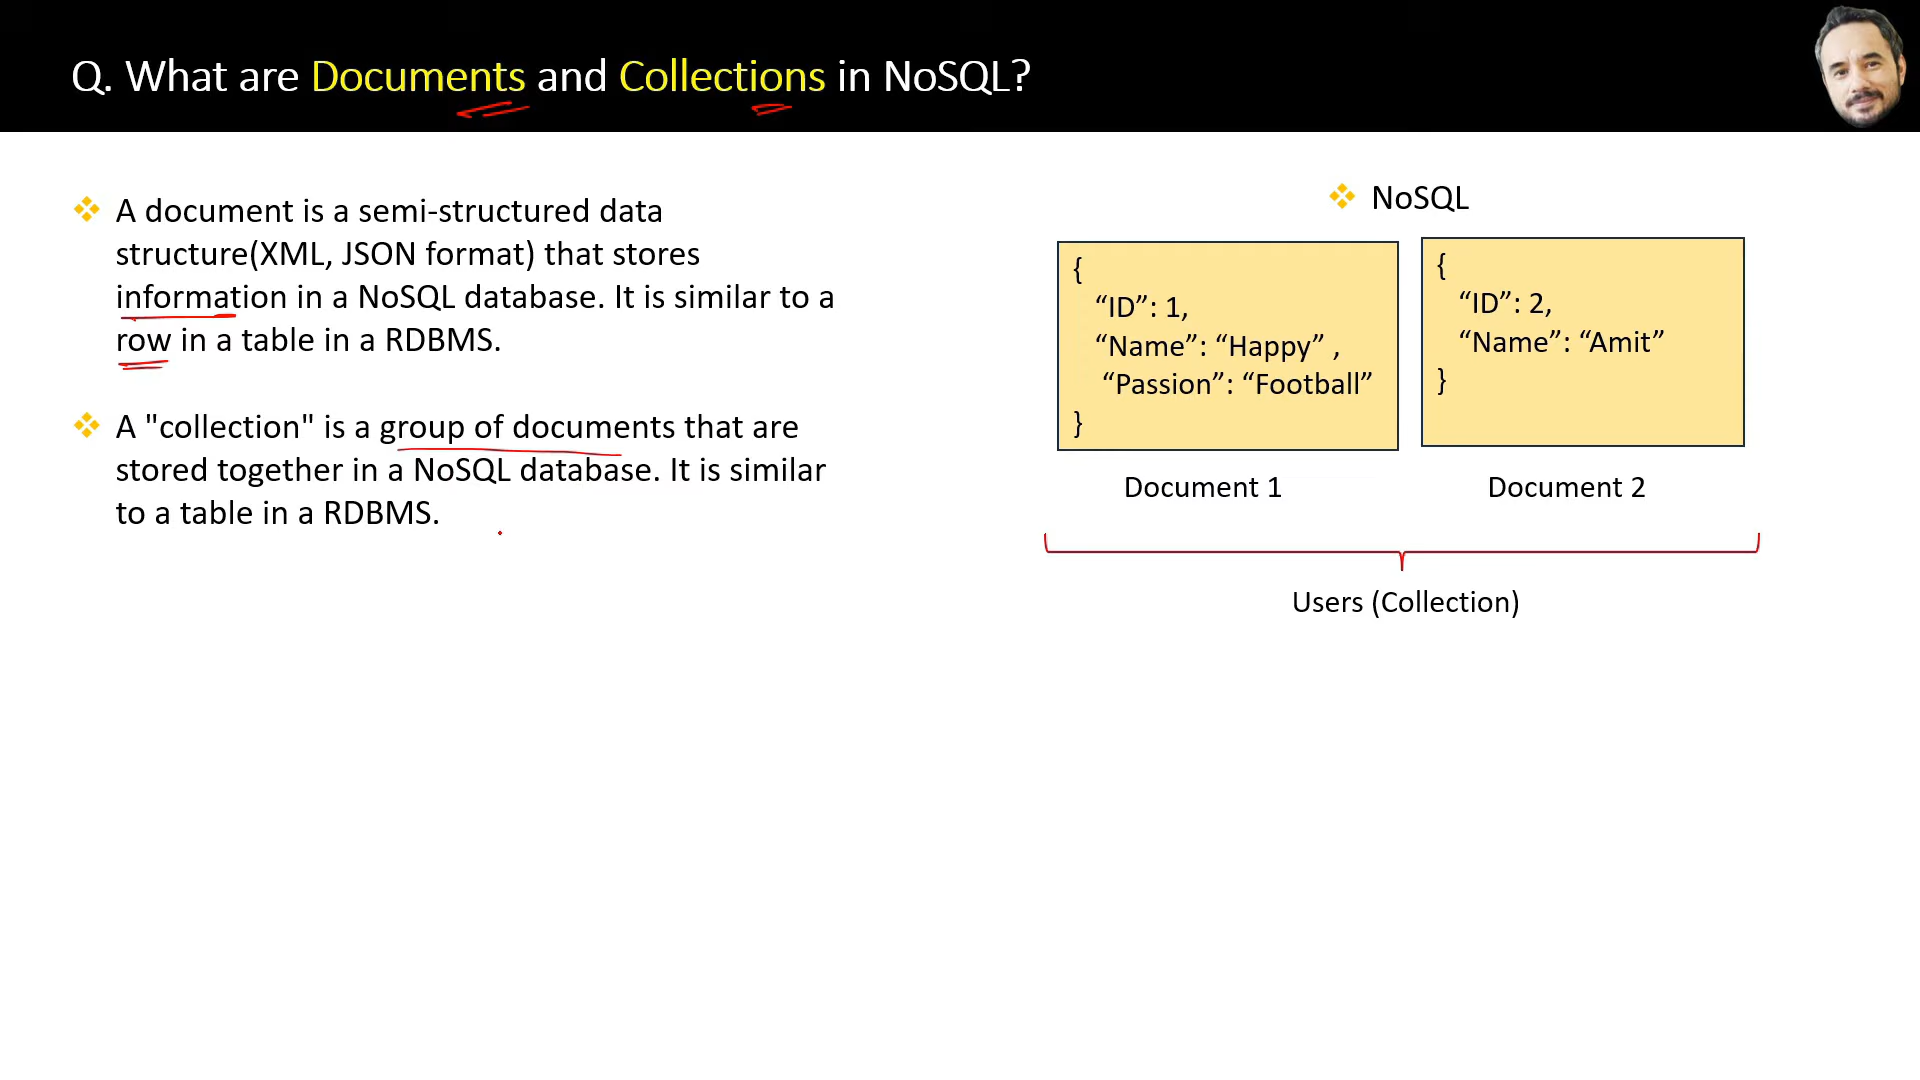 Q. What are Documents and Collections in NoSQL?
❖ A document is a semi-structured data
structure(XML, JSON format) that stores
information in a NoSQL database. It is similar to a
row in a table in a RDBMS.
❖ A "collection" is a group of documents that are
stored together in a NoSQL database. It is similar
to a table in a RDBMS.
❖ NoSQL
{
“ID”: 1,
“Name”: “Happy” ,
“Passion”: “Football”
}
Document 1
{
“ID”: 2,
“Name”: “Amit”
}
Document 2
Users (Collection)